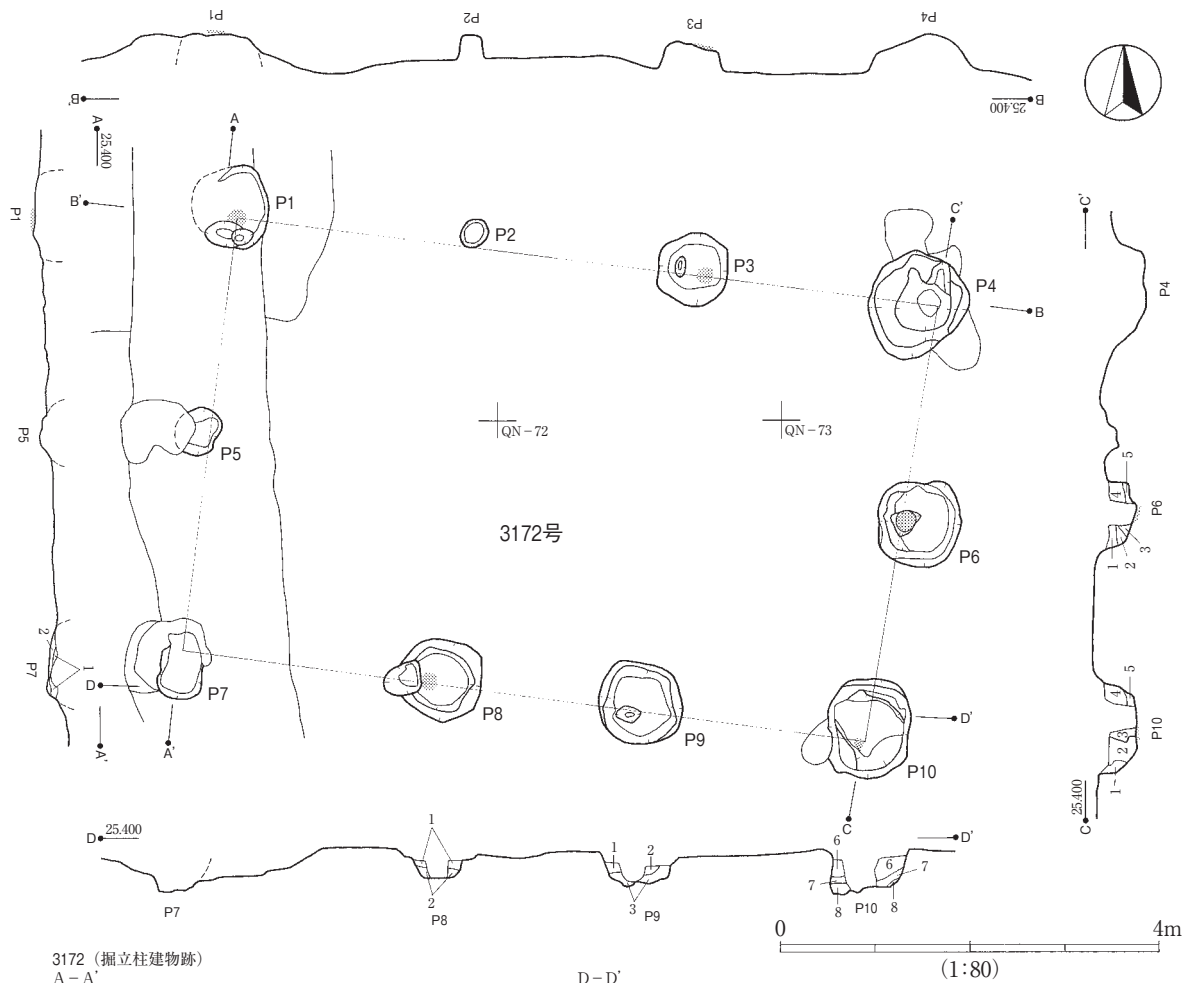 P1 P2 P3 P4
B' B
25.400
A A
25.400
B' P1 P1 C' C'
P2
P3
P4 P4
B
P5 P5
QN-72 QN-73
5
4
P6
3172号
P6
3
1 2
2
1
P7
D P7
P8
P9
D'
P10
5
4
P10
3
2
1
A' A'
C
25.400
C
D 25.400 D'
1 1 2 6 6
7 7
2 3 8 8
P7 P8 P9 P10
0 4m
(1:80)
3172 (掘立柱建物跡)
A-A' D-D'